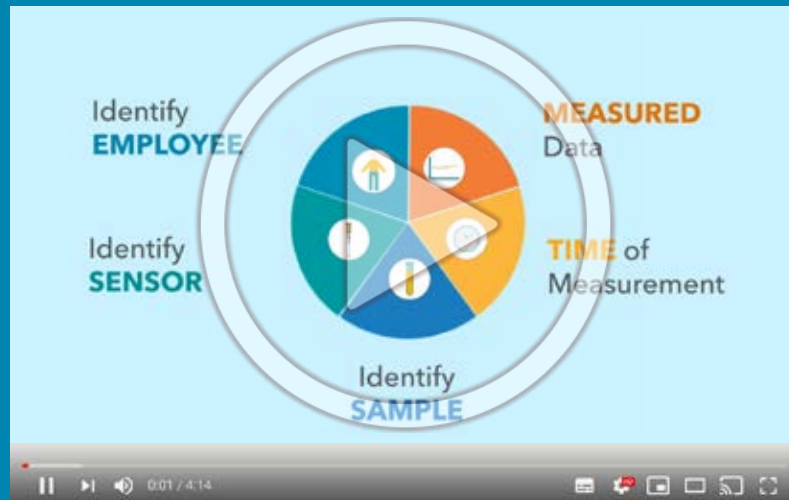 Identify
EMPLOYEE
MEASURED
Data
Identify
SENSOR
TIME of
Measurement
Identify
SAMPLE
0:01 / 4:14